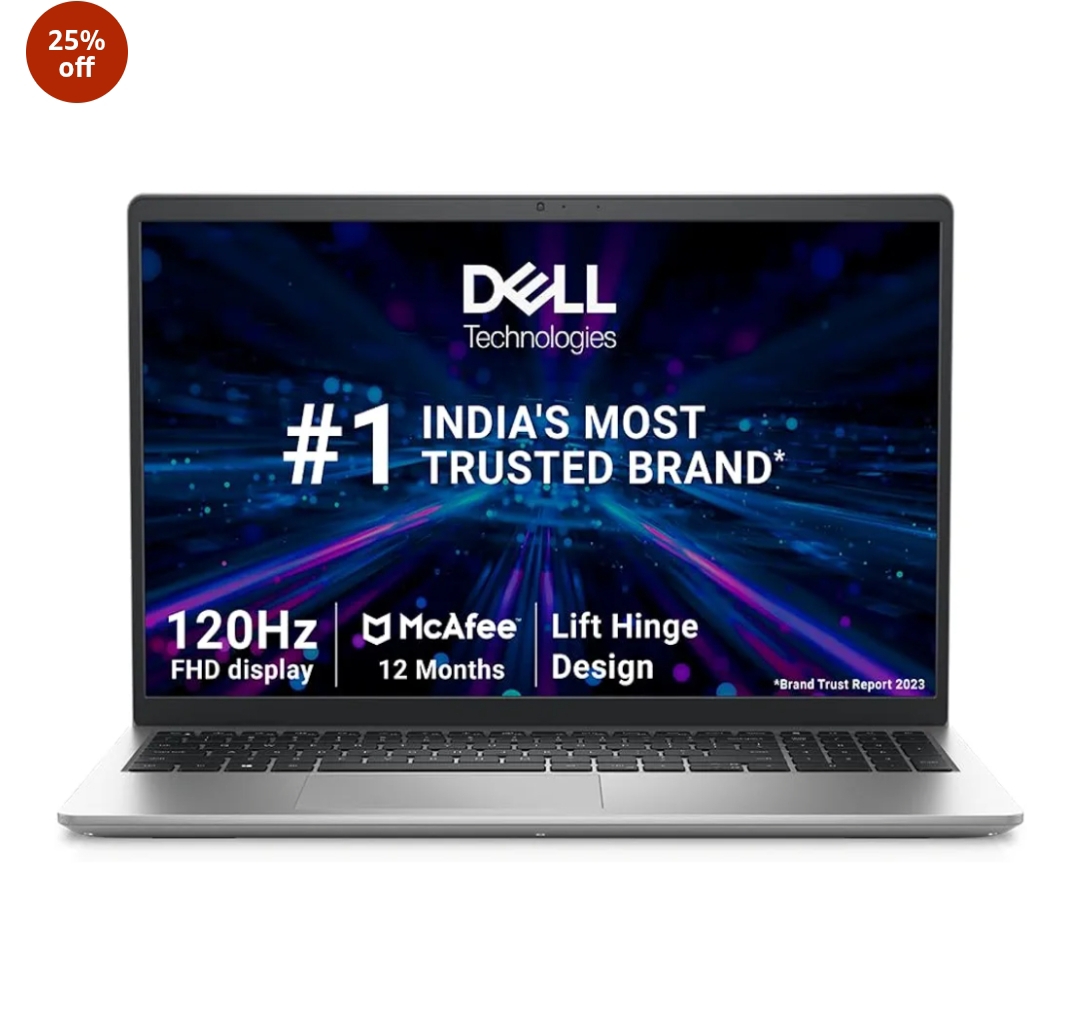 25%
off
DELL
Technologies
#1 INDIA'S MOST
TRUSTED BRAND*
120Hz
FHD display
McAfee™
12 Months
Lift Hinge
Design
*Brand Trust Report 2023